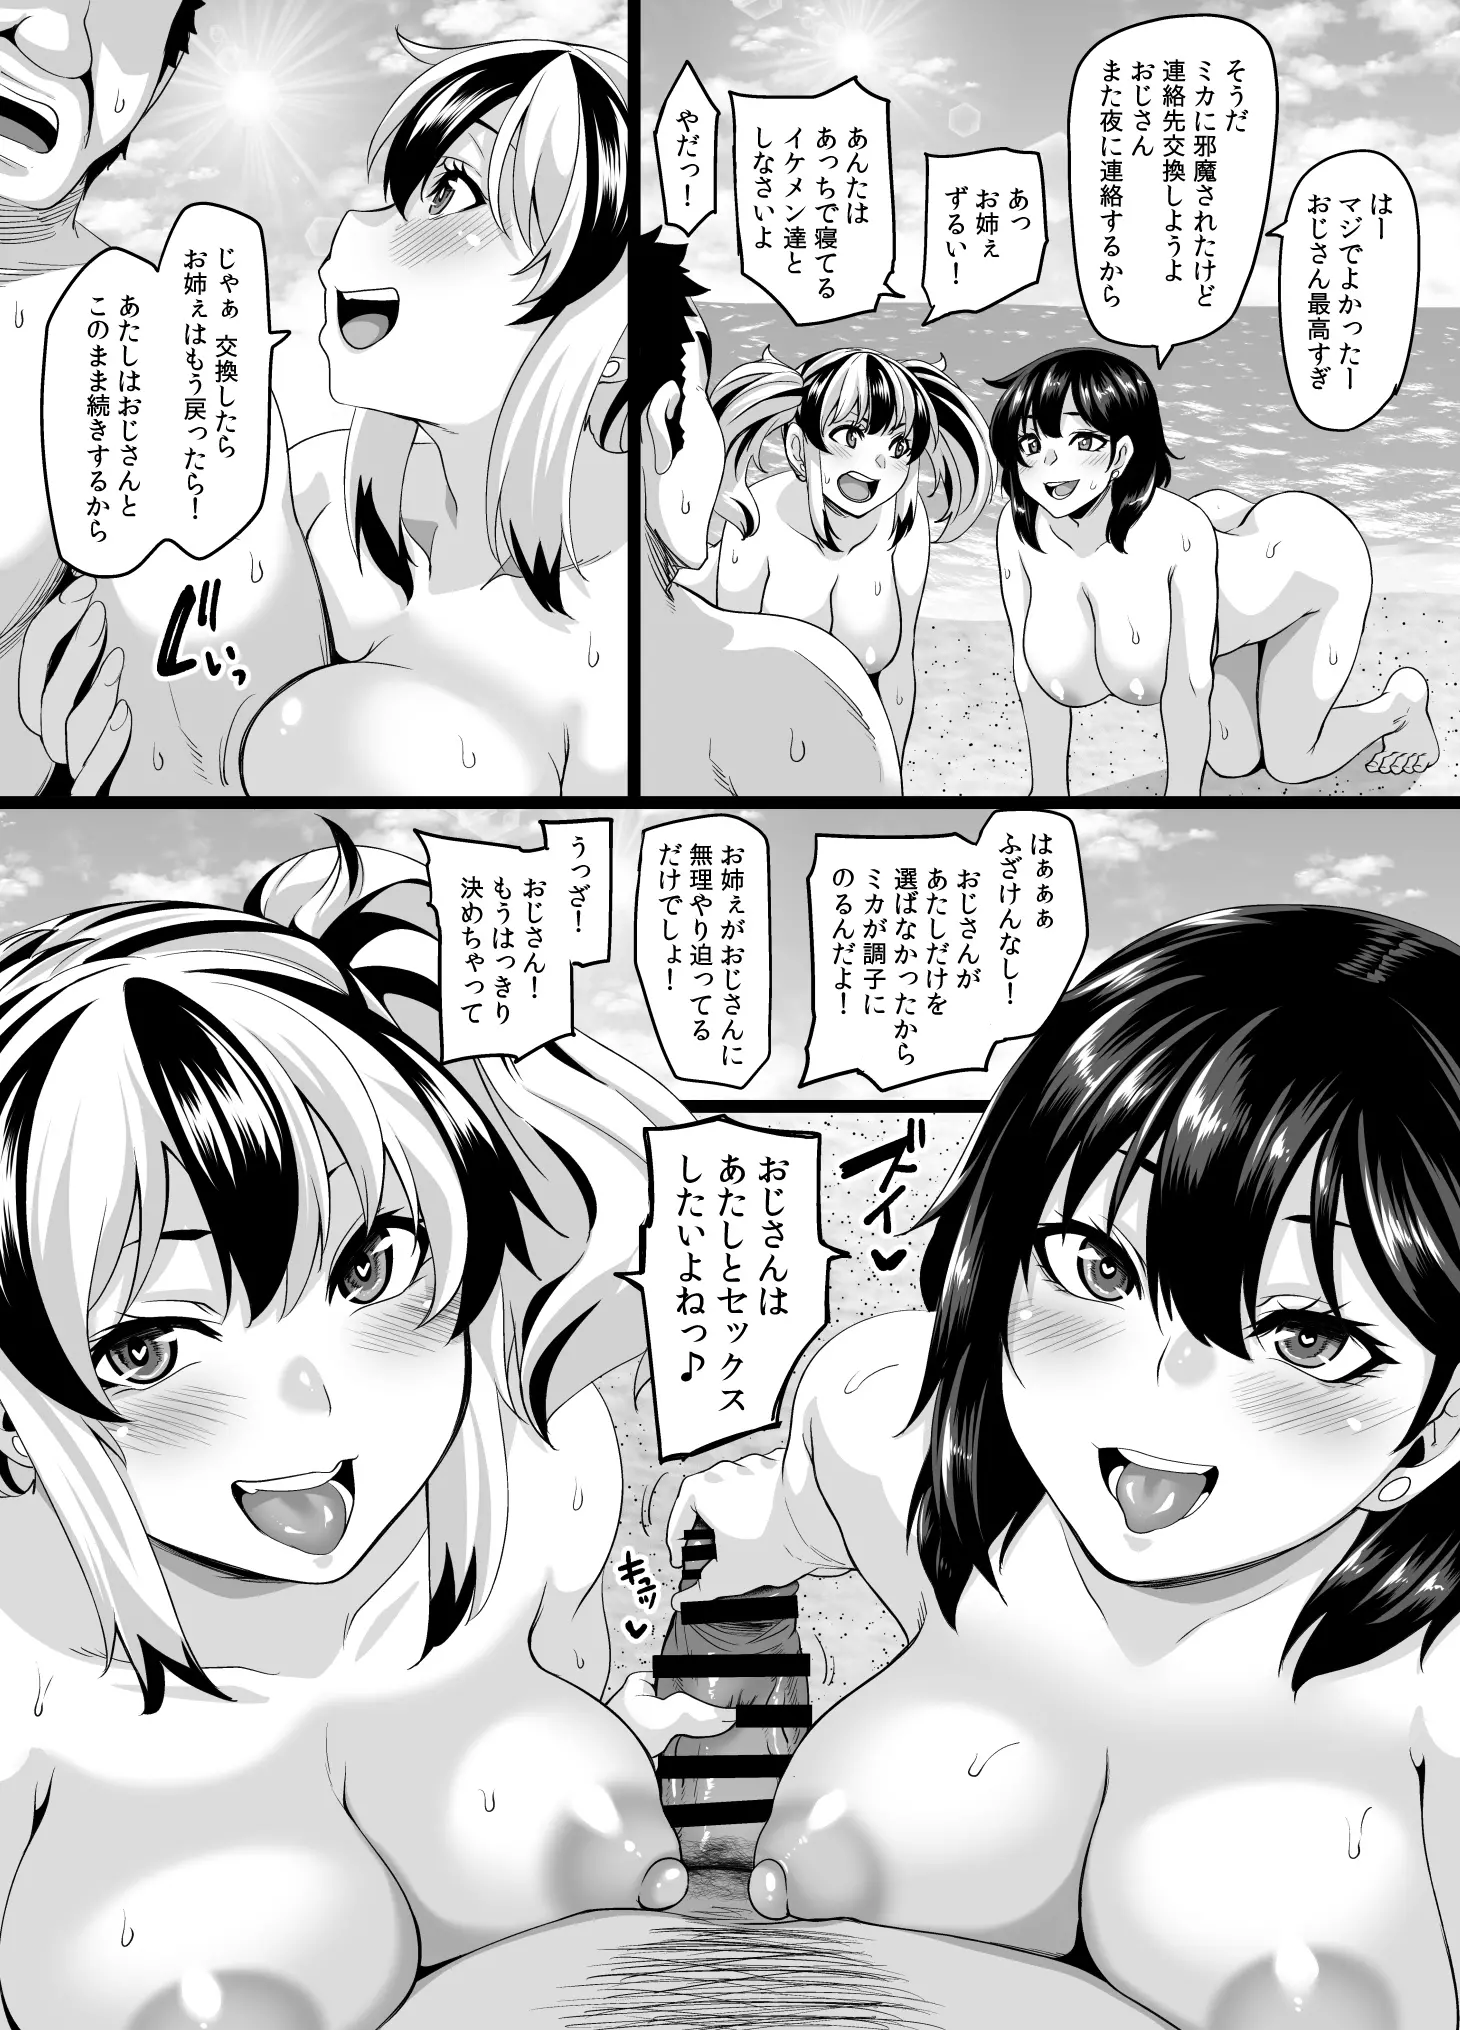 はー
マジでよかったー
おじさん最高すぎ
そうだ
ミカに邪魔されたけど
連絡先交換しようよ
おじさん
また夜に連絡するから
あっ
お姉ぇ
ずるい！
あんたは
あっちで寝てる
イケメン達と
しなさいよ
やだっ！
じゃぁ 交換したら
お姉ぇはもう戻ったら！
あたしはおじさんと
このまま続きするから
ぐいっ
はぁぁぁ
ふざけんなし！
おじさんが
あたしだけを
選ばなかったから
ミカが調子に
のるんだよ！
お姉ぇがおじさんに
無理やり迫ってる
だけでしょ！
うっざ！
おじさん！
もうはっきり
決めちゃって
ズイ♥
おじさんは
あたしとセックス
したいよねっ♪
キュッ♥